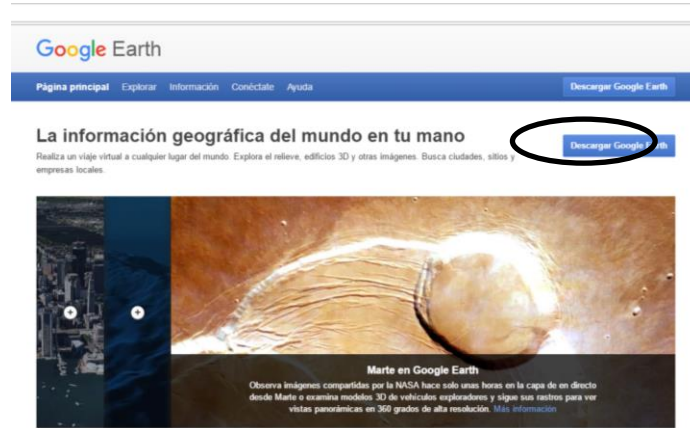 Google Earth
Página principal Explorar Información Conéctate Ayuda Descargar Google Earth
La información geográfica del mundo en tu mano
Descargar Google Earth
Realiza un viaje virtual a cualquier lugar del mundo. Explora el relieve, edificios 3D y otras imágenes. Busca ciudades, sitios y
empresas locales.
Marte en Google Earth
Observa imágenes compartidas por la NASA hace solo unas horas en la capa de en directo
desde Marte o examina modelos 3D de vehículos exploradores y sigue sus rastros para ver
vistas panorámicas en 360 grados de alta resolución. Más información